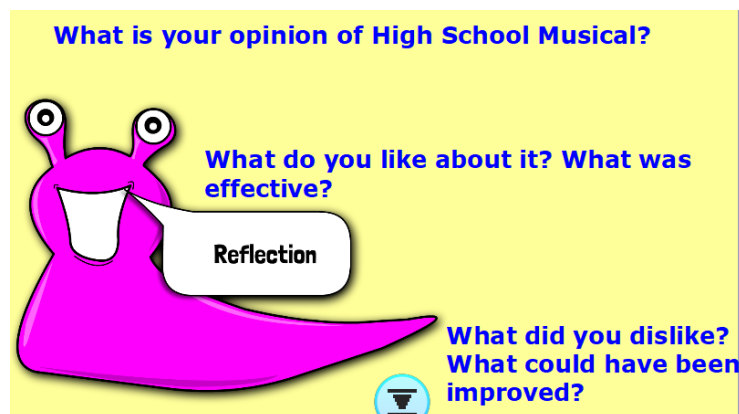 What is your opinion of High School Musical?
What do you like about it? What was
effective?
Reflection
What did you dislike?
What could have been
improved?